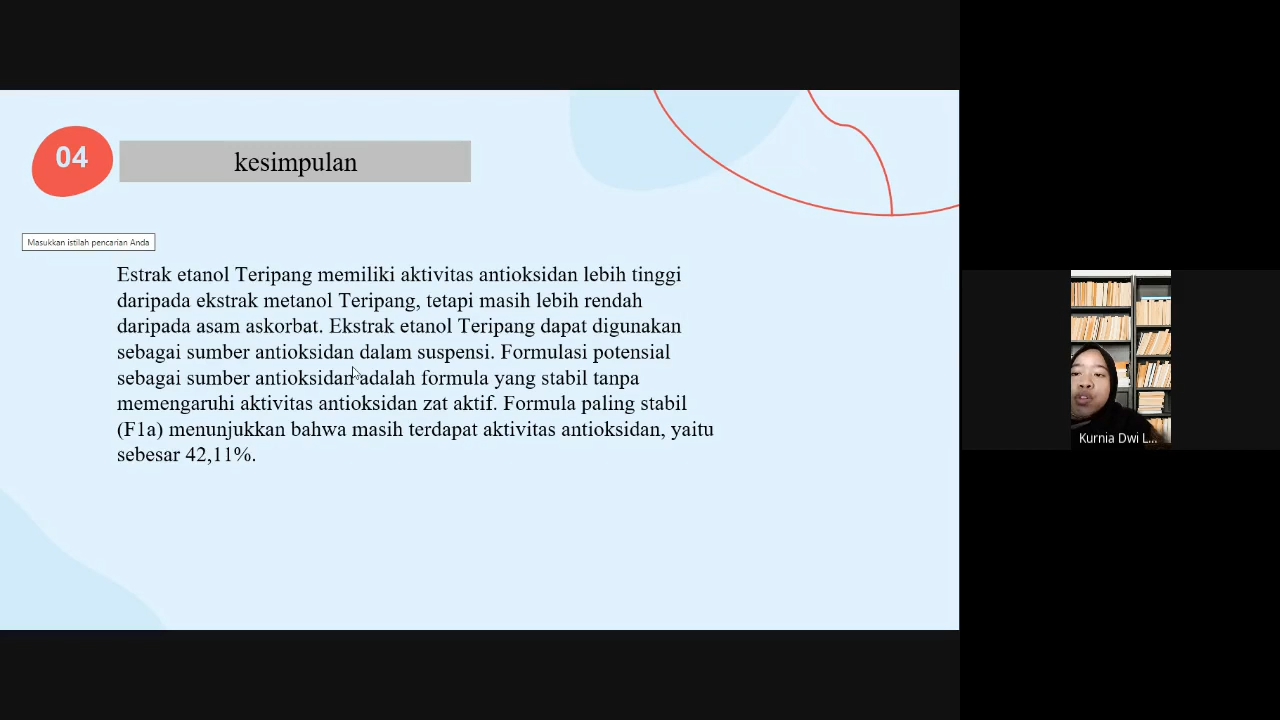 04
kesimpulan
Masukkan istilah pencarian Anda
Estrak etanol Teripang memiliki aktivitas antioksidan lebih tinggi
daripada ekstrak metanol Teripang, tetapi masih lebih rendah
daripada asam askorbat. Ekstrak etanol Teripang dapat digunakan
sebagai sumber antioksidan dalam suspensi. Formulasi potensial
sebagai sumber antioksidan adalah formula yang stabil tanpa
memengaruhi aktivitas antioksidan zat aktif. Formula paling stabil
(F1a) menunjukkan bahwa masih terdapat aktivitas antioksidan, yaitu
sebesar 42,11%.
Kurnia Dwi L...